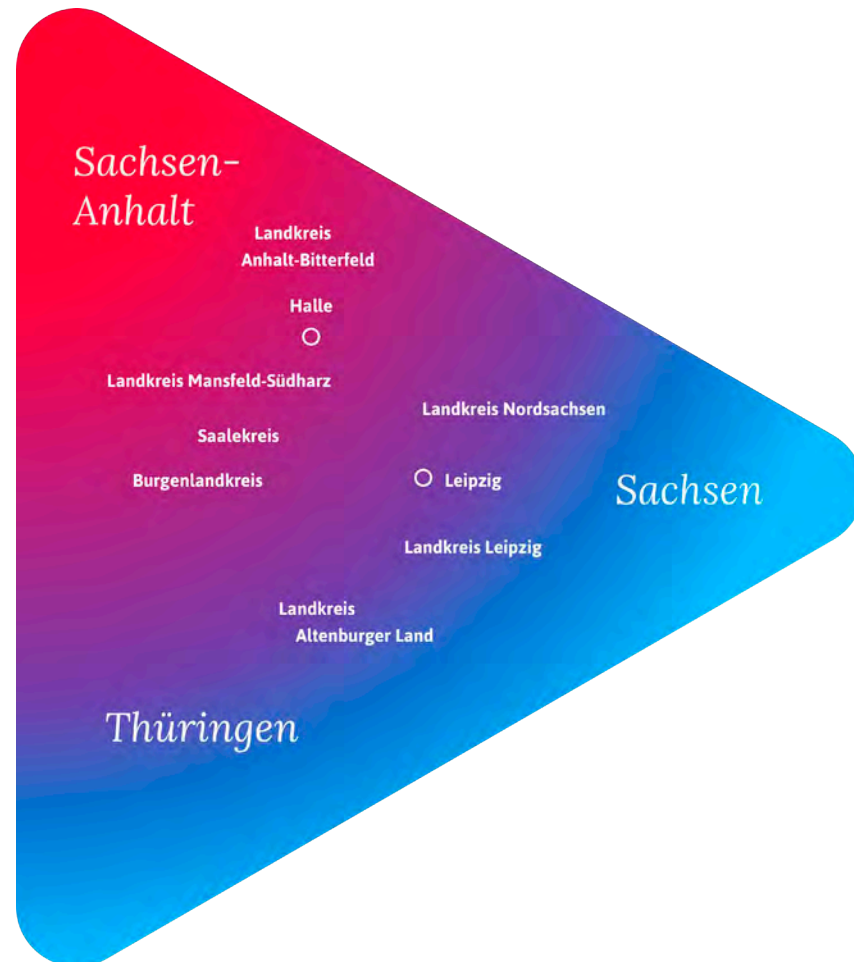 Sachsen-
Anhalt
Landkreis
Anhalt-Bitterfeld
Halle
Landkreis Mansfeld-Südharz
Landkreis Nordsachsen
Saalekreis
Burgenlandkreis
Leipzig
Sachsen
Landkreis Leipzig
Landkreis
Altenburger Land
Thüringen